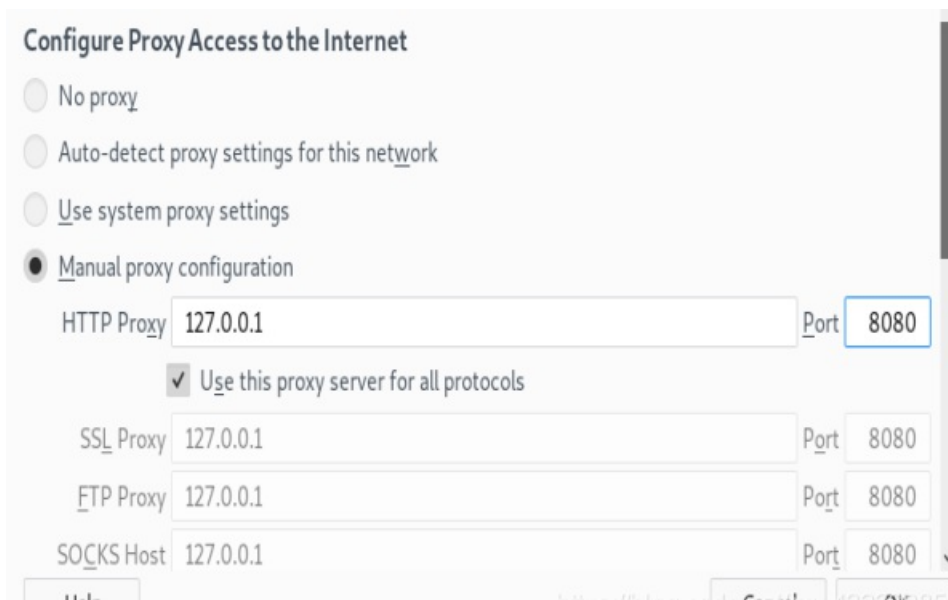 Configure Proxy Access to the Internet
No proxy
Auto-detect proxy settings for this network
Use system proxy settings
Manual proxy configuration
HTTP Proxy 127.0.0.1 Port 8080
Use this proxy server for all protocols
SSL Proxy 127.0.0.1 Port 8080
FTP Proxy 127.0.0.1 Port 8080
SOCKS Host 127.0.0.1 Port 8080
Help